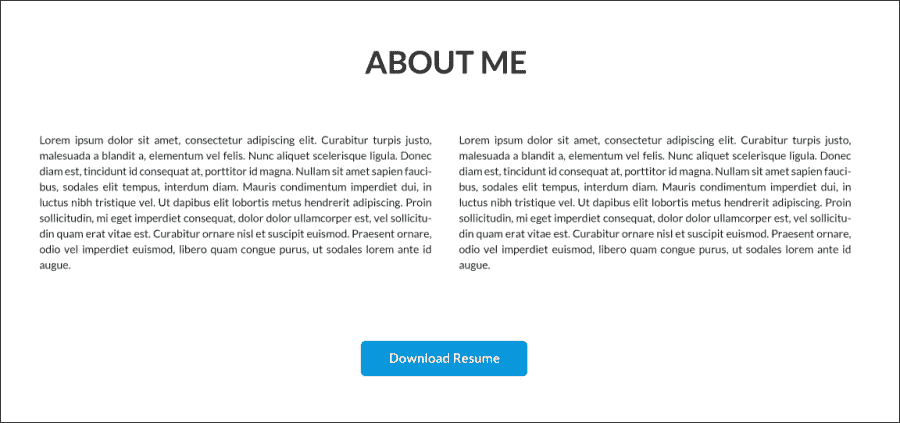 ABOUT ME
Lorem ipsum dolor sit amet, consectetur adipiscing elit. Curabitur turpis justo,
malesuada a blandit a, elementum vel felis. Nunc aliquet scelerisque ligula. Donec
diam est, tincidunt id consequat at, porttitor id magna. Nullam sit amet sapien fauci-
bus, sodales elit tempus, interdum diam. Mauris condimentum imperdiet dui, in
luctus nibh tristique vel. Ut dapibus elit lobortis metus hendrerit adipiscing. Proin
sollicitudin, mi eget imperdiet consequat, dolor dolor ullamcorper est, vel sollicitu-
din quam erat vitae est. Curabitur ornare nisl et suscipit euismod. Praesent ornare,
odio vel imperdiet euismod, libero quam congue purus, ut sodales lorem ante id
augue.
Lorem ipsum dolor sit amet, consectetur adipiscing elit. Curabitur turpis justo,
malesuada a blandit a, elementum vel felis. Nunc aliquet scelerisque ligula. Donec
diam est, tincidunt id consequat at, porttitor id magna. Nullam sit amet sapien fauci-
bus, sodales elit tempus, interdum diam. Mauris condimentum imperdiet dui, in
luctus nibh tristique vel. Ut dapibus elit lobortis metus hendrerit adipiscing. Proin
sollicitudin, mi eget imperdiet consequat, dolor dolor ullamcorper est, vel sollicitu-
din quam erat vitae est. Curabitur ornare nisl et suscipit euismod. Praesent ornare,
odio vel imperdiet euismod, libero quam congue purus, ut sodales lorem ante id
augue.
Download Resume